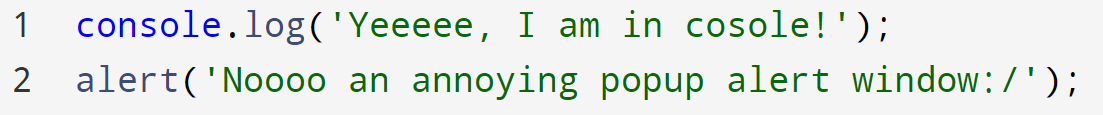 1 console.log('Yeeeee, I am in cosole!');
2 alert('Noooo an annoying popup alert window:/');